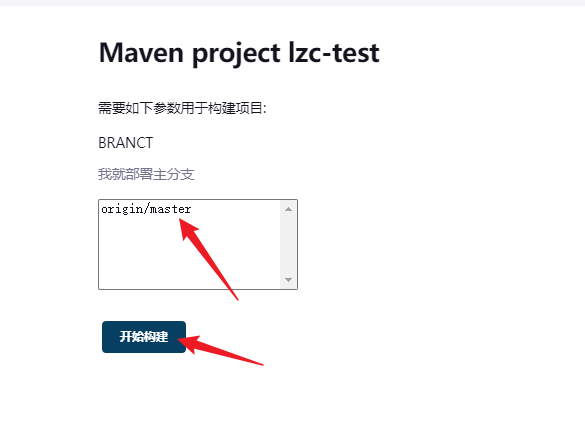 Maven project lzc-test
需要如下参数用于构建项目:
BRANCT
我就部署主分支
origin/master
开始构建